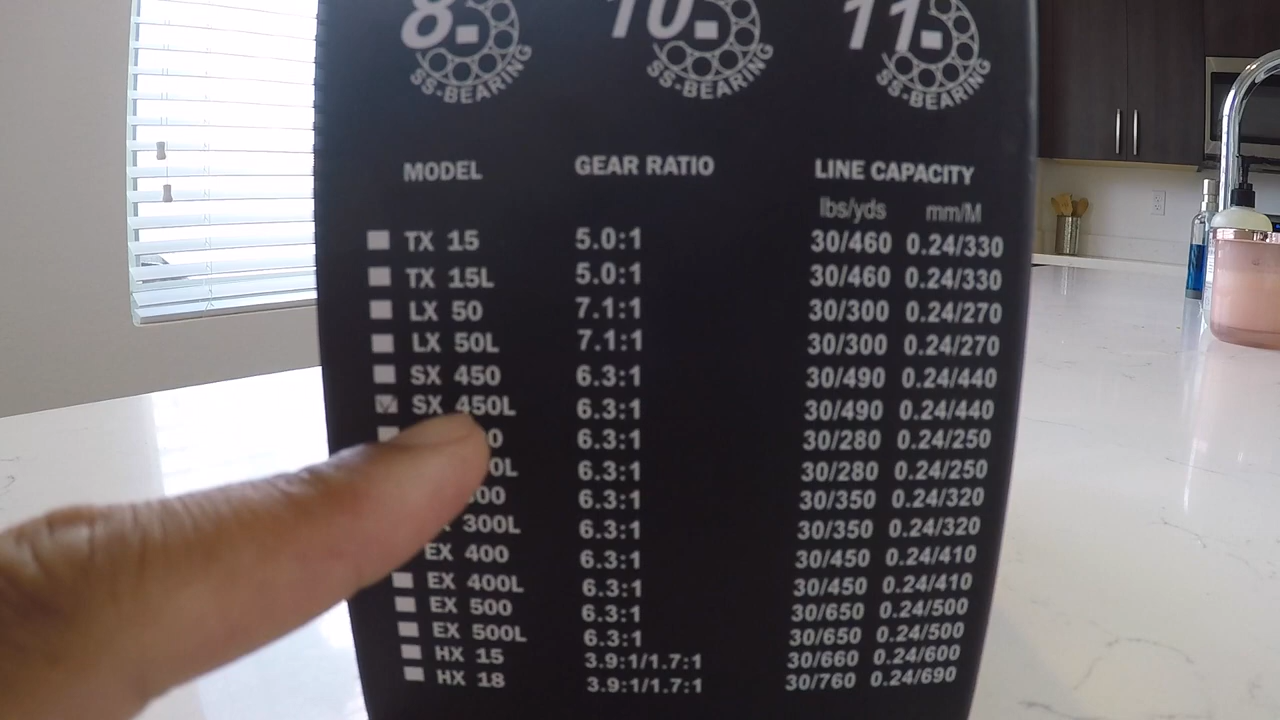 8. 10. 11.
SS-BEARING SS-BEARING SS-BEARING
MODEL GEAR RATIO LINE CAPACITY
lbs/yds mm/M
TX 15 5.0:1 30/460 0.24/330
TX 15L 5.0:1 30/460 0.24/330
LX 50 7.1:1 30/300 0.24/270
LX 50L 7.1:1 30/300 0.24/270
SX 450 6.3:1 30/490 0.24/440
SX 450L 6.3:1 30/490 0.24/440
6.3:1 30/280 0.24/250
6.3:1 30/280 0.24/250
6.3:1 30/350 0.24/320
300L 6.3:1 30/350 0.24/320
EX 400 6.3:1 30/450 0.24/410
EX 400L 6.3:1 30/450 0.24/410
EX 500 6.3:1 30/650 0.24/500
EX 500L 6.3:1 30/650 0.24/500
HX 15 3.9:1/1.7:1 30/660 0.24/600
HX 18 3.9:1/1.7:1 30/760 0.24/690